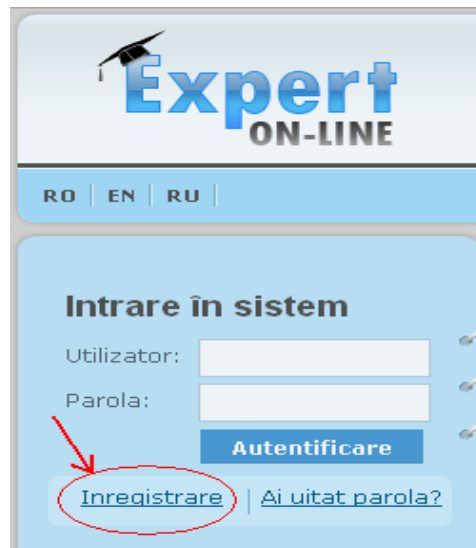 Expert
ON-LINE
RO | EN | RU |
Intrare în sistem
Utilizator:
Parola:
Autentificare
Inregistrare | Ai uitat parola?